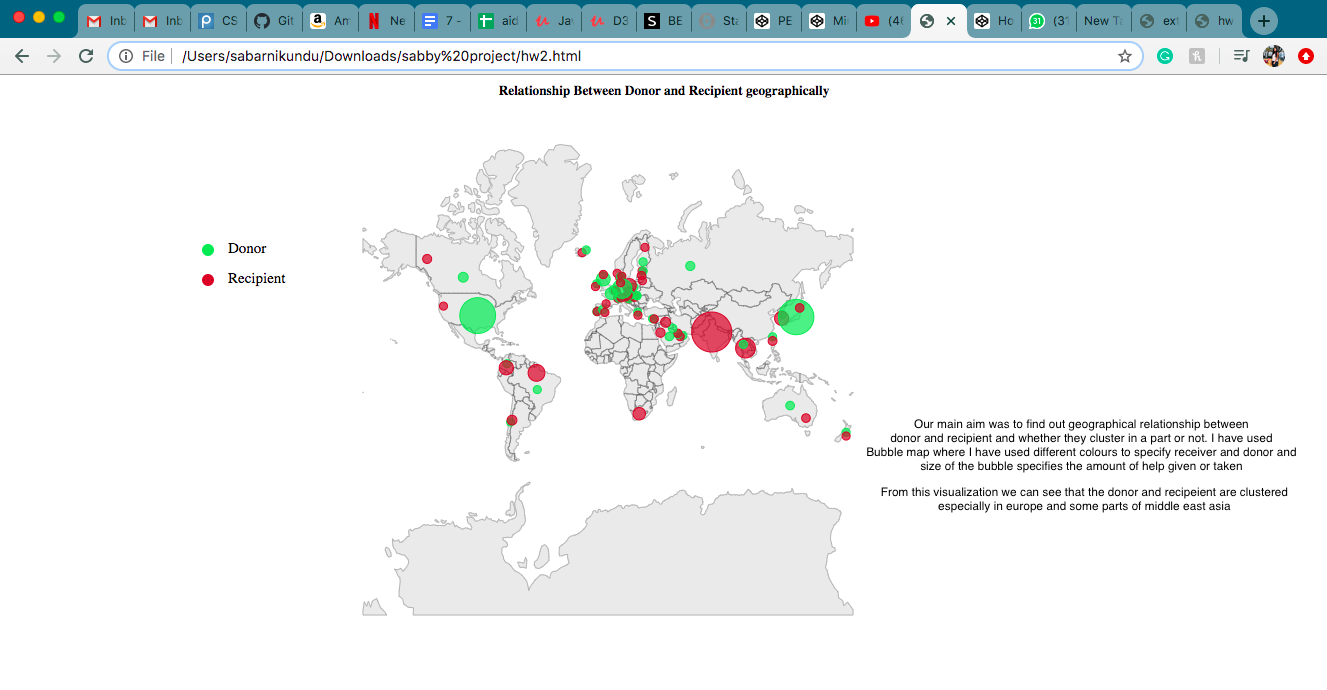 Inb
Inb
CS
Git
Am
Ne
7 -
aid
Jav
D3
BE
Sta
PE
Mi
(48
Ho
31
(31
New Ta
ext
hw
File
/Users/sabarnikundu/Downloads/sabby%20project/hw2.html
Relationship Between Donor and Recipient geographically
Donor
Recipient
Our main aim was to find out geographical relationship between
donor and recipient and whether they cluster in a part or not. I have used
Bubble map where I have used different colours to specify receiver and donor and
size of the bubble specifies the amount of help given or taken
From this visualization we can see that the donor and recipeient are clustered
especially in europe and some parts of middle east asia